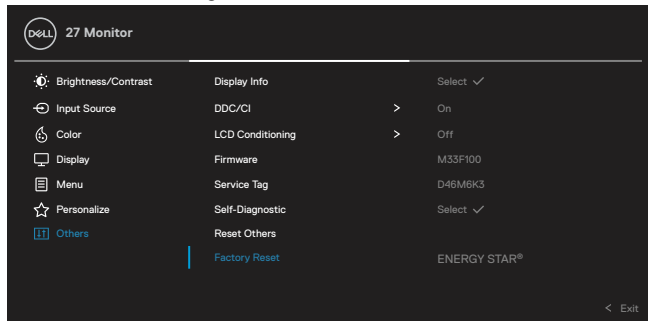 DELL 27 Monitor
Brightness/Contrast Display Info Select ✓
Input Source DDC/CI > On
Color LCD Conditioning > Off
Display Firmware M33F100
Menu Service Tag D46M6K3
Personalize Self-Diagnostic Select ✓
Others Reset Others
Factory Reset ENERGY STAR®
< Exit